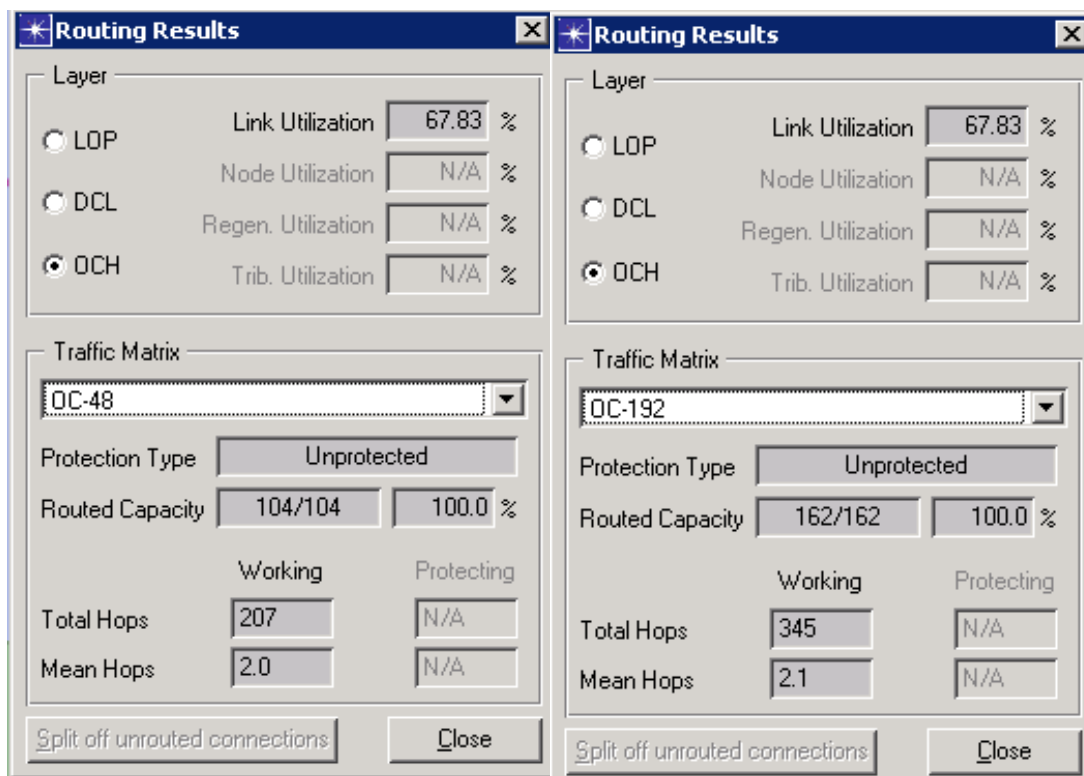 Routing Results
Layer
Link Utilization 67.83 %
LOP
Node Utilization N/A %
DCL
Regen. Utilization N/A %
OCH
Trib. Utilization N/A %
Traffic Matrix
OC-48
Protection Type Unprotected
Routed Capacity 104/104 100.0 %
Working Protecting
Total Hops 207 N/A
Mean Hops 2.0 N/A
Split off unrouted connections Close
Routing Results
Layer
Link Utilization 67.83 %
LOP
Node Utilization N/A %
DCL
Regen. Utilization N/A %
OCH
Trib. Utilization N/A %
Traffic Matrix
OC-192
Protection Type Unprotected
Routed Capacity 162/162 100.0 %
Working Protecting
Total Hops 345 N/A
Mean Hops 2.1 N/A
Split off unrouted connections Close